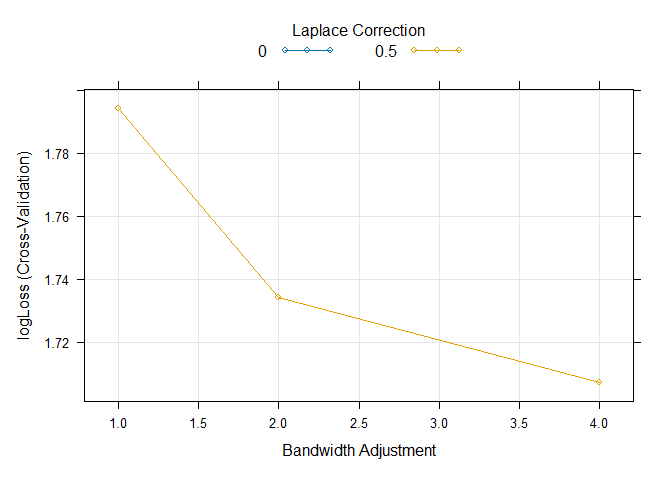 Laplace Correction
0 0.5
1.78
1.76
1.74
1.72
logLoss (Cross-Validation)
1.0 1.5 2.0 2.5 3.0 3.5 4.0
Bandwidth Adjustment